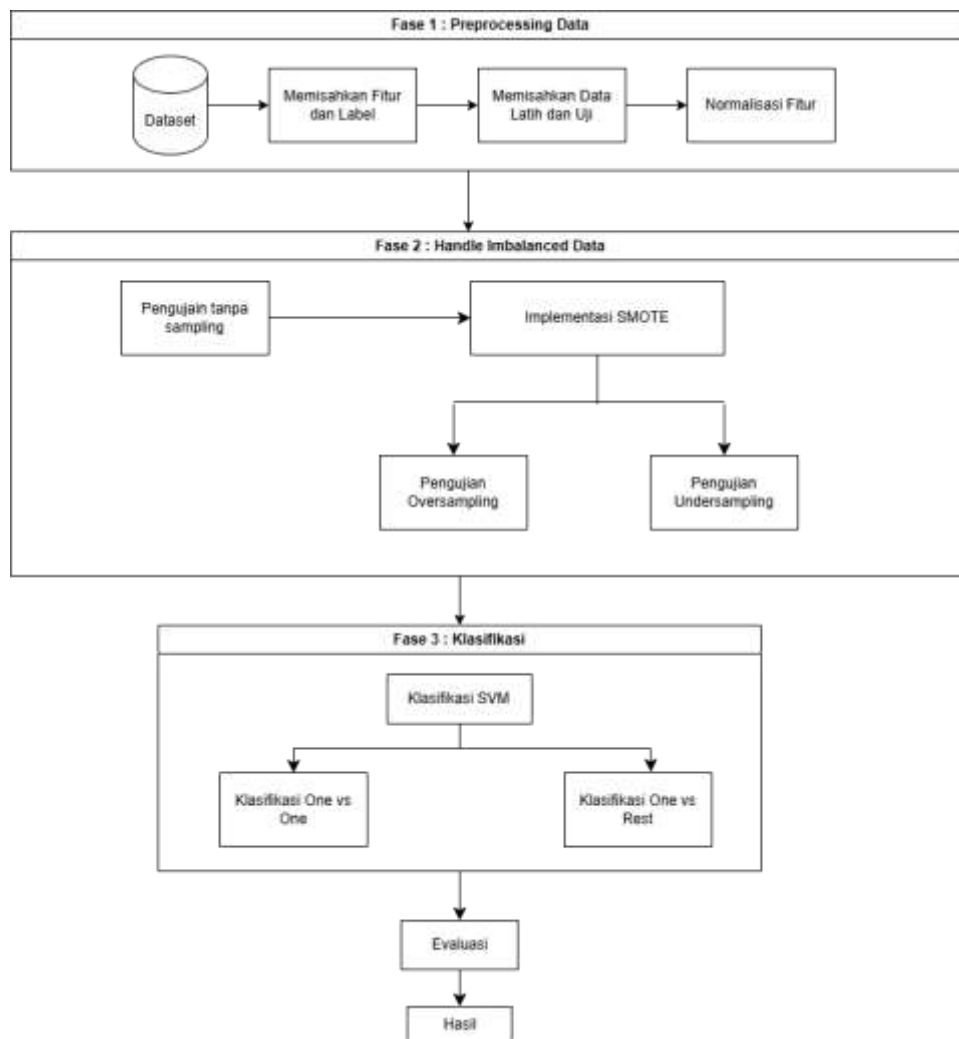 Fase 1 : Preprocessing Data
Dataset
Memisahkan Fitur
dan Label
Memisahkan Data
Latih dan Uji
Normalisasi Fitur
Fase 2 : Handle Imbalanced Data
Pengujain tanpa
sampling
Implementasi SMOTE
Pengujian
Oversampling
Pengujian
Undersampling
Fase 3 : Klasifikasi
Klasifikasi SVM
Klasifikasi One vs
One
Klasifikasi One vs
Rest
Evaluasi
Hasil